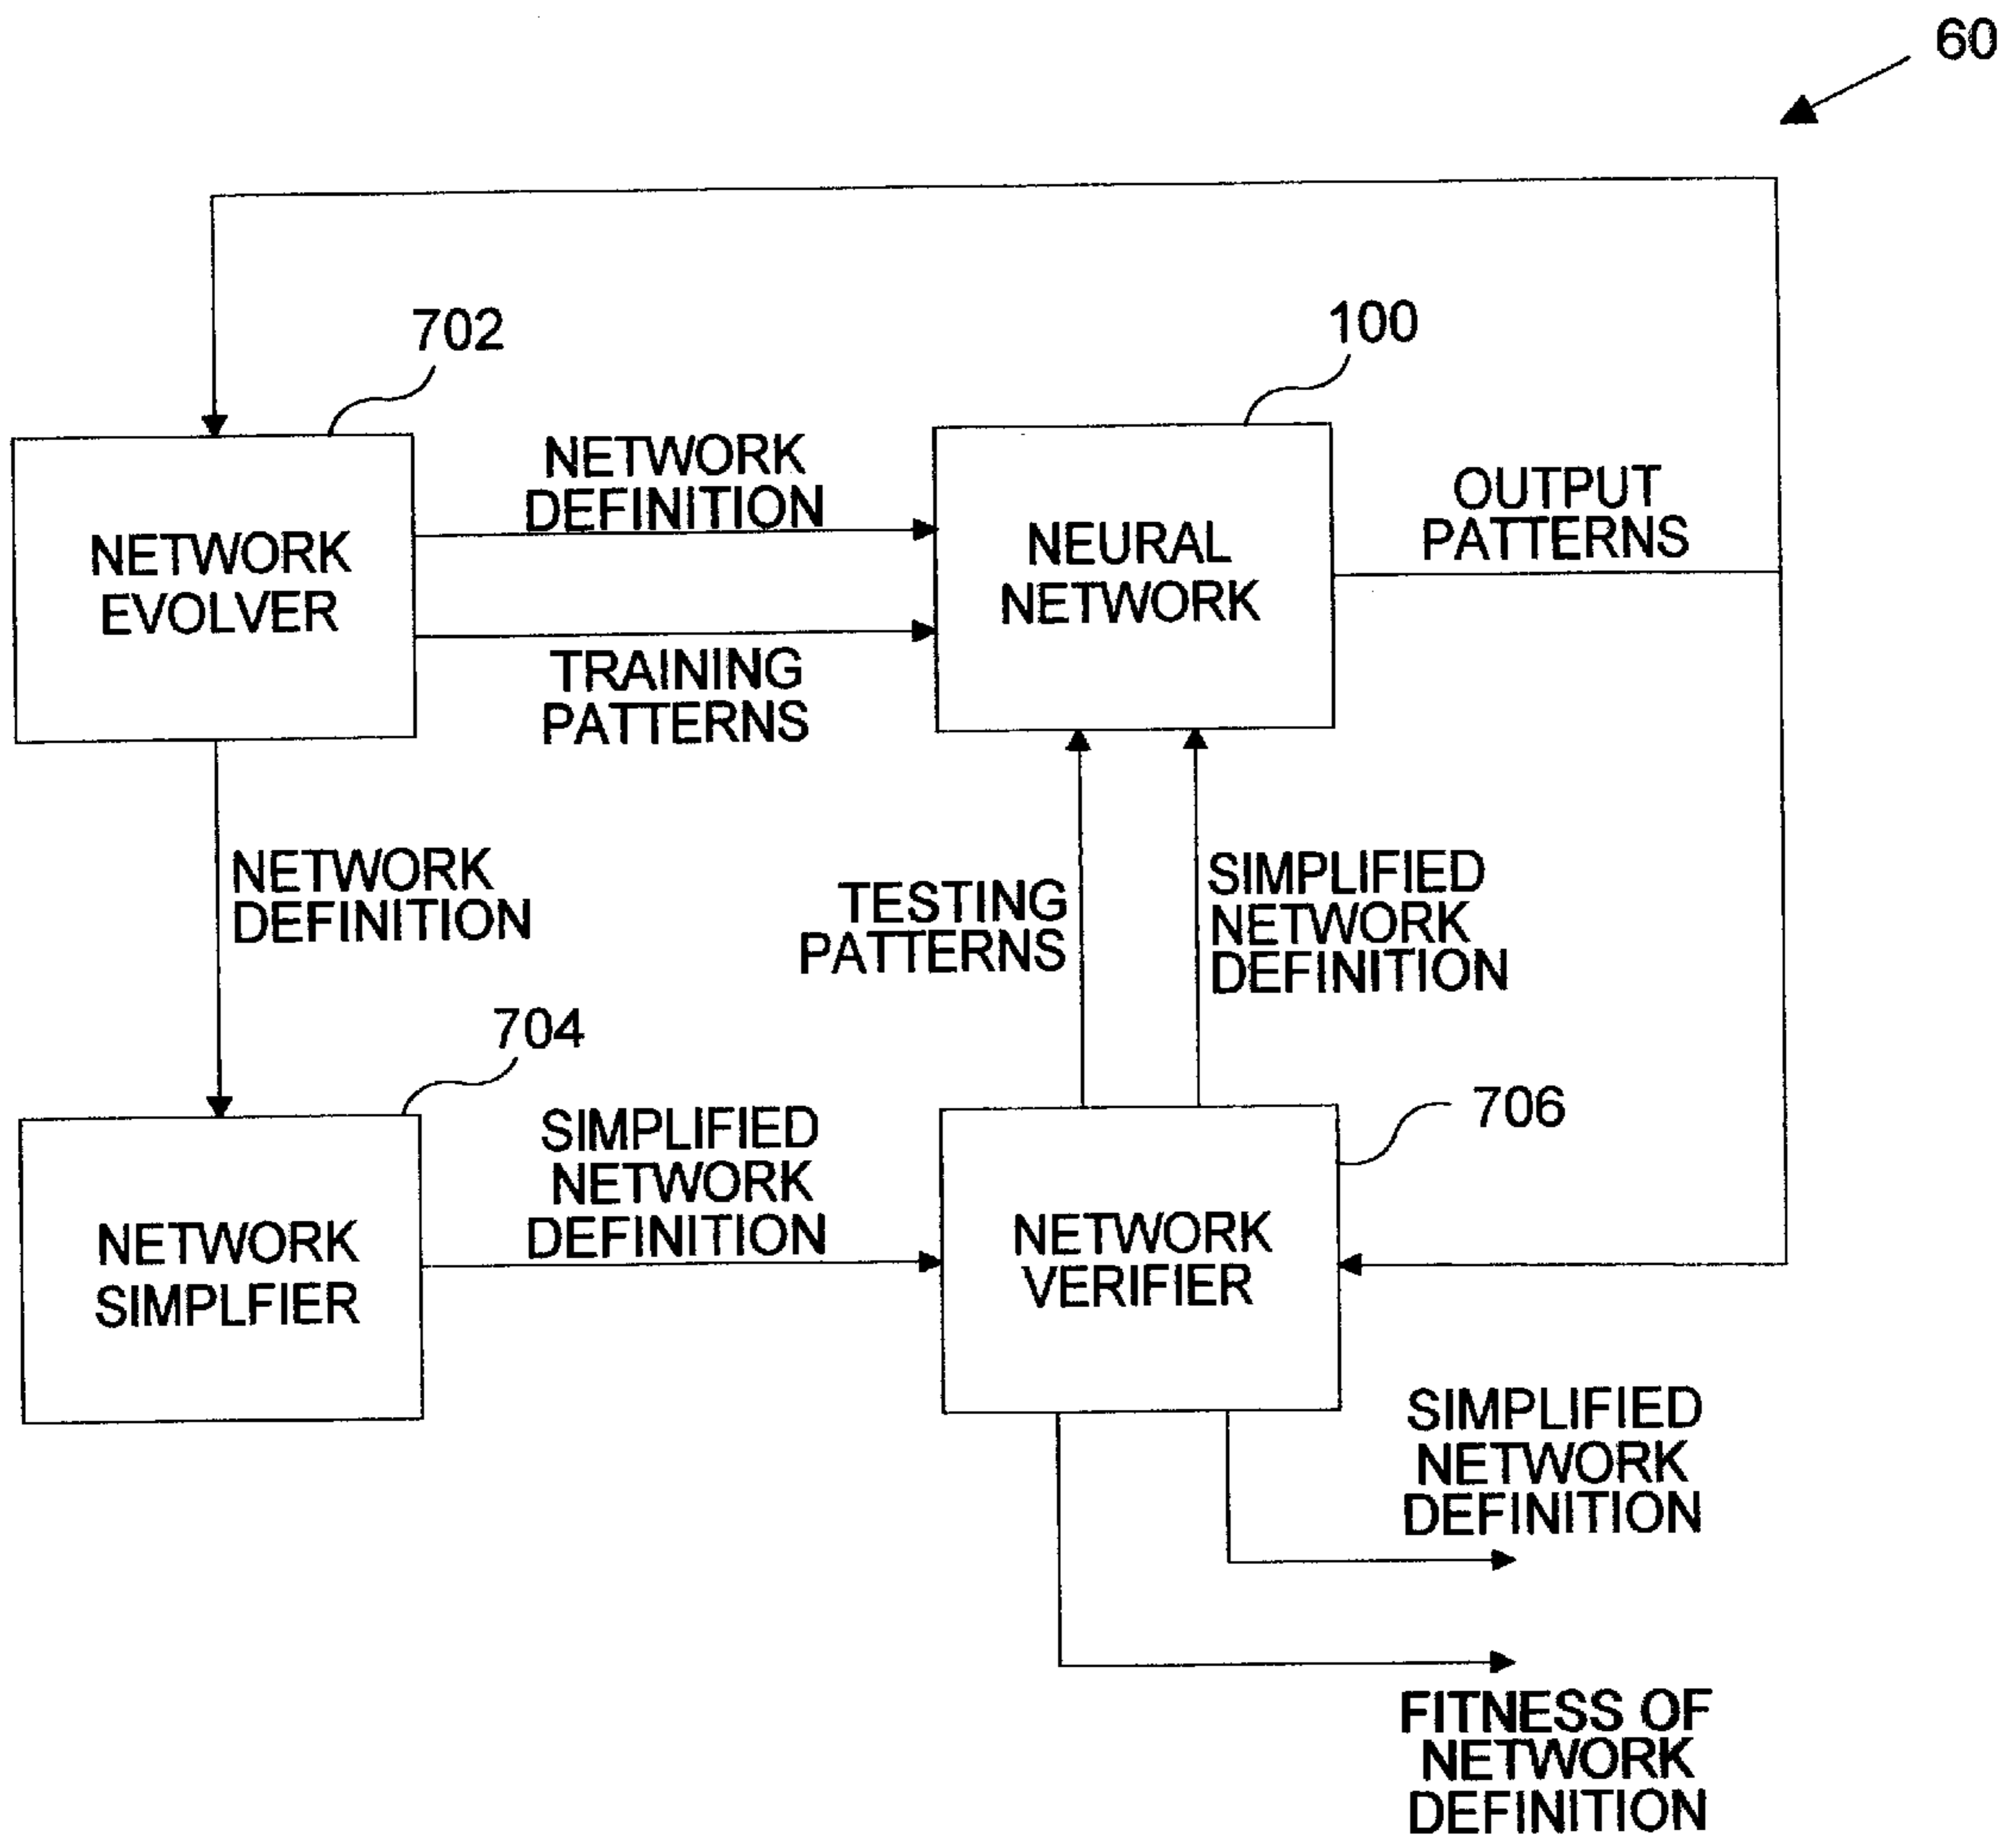 60
702
100
NETWORK
DEFINITION
OUTPUT
PATTERNS
NETWORK
EVOLVER
NEURAL
NETWORK
TRAINING
PATTERNS
NETWORK
DEFINITION
TESTING
PATTERNS
SIMPLIFIED
NETWORK
DEFINITION
704
706
SIMPLIFIED
NETWORK
DEFINITION
NETWORK
SIMPLFIER
NETWORK
VERIFIER
SIMPLIFIED
NETWORK
DEFINITION
FITNESS OF
NETWORK
DEFINITION